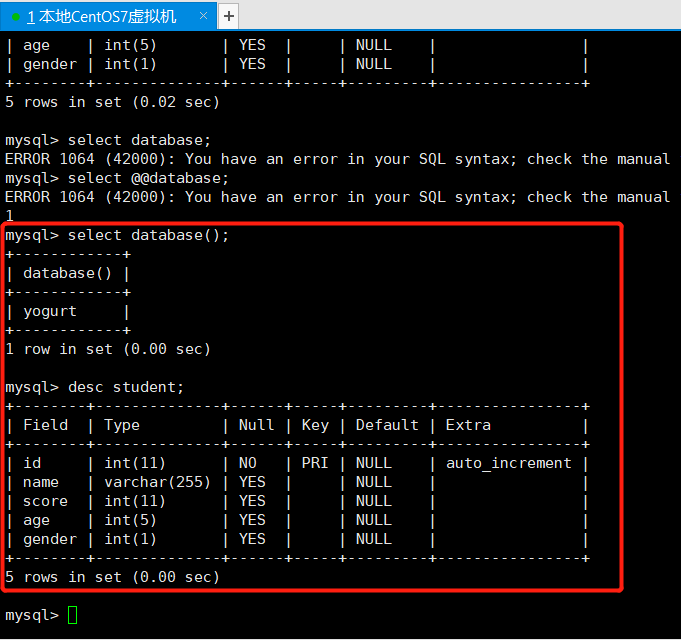 1 本地CentOS7虚拟机 × +
| age    | int(5)       | YES  |     | NULL    |                |
| gender | int(1)       | YES  |     | NULL    |                |
+--------+--------------+------+-----+---------+----------------+
5 rows in set (0.02 sec)
mysql> select database;
ERROR 1064 (42000): You have an error in your SQL syntax; check the manual
mysql> select @@database;
ERROR 1064 (42000): You have an error in your SQL syntax; check the manual
1
mysql> select database();
+------------+
| database() |
+------------+
| yogurt     |
+------------+
1 row in set (0.00 sec)
mysql> desc student;
+--------+--------------+------+-----+---------+----------------+
| Field  | Type         | Null | Key | Default | Extra          |
+--------+--------------+------+-----+---------+----------------+
| id     | int(11)      | NO   | PRI | NULL    | auto_increment |
| name   | varchar(255) | YES  |     | NULL    |                |
| score  | int(11)      | YES  |     | NULL    |                |
| age    | int(5)       | YES  |     | NULL    |                |
| gender | int(1)       | YES  |     | NULL    |                |
+--------+--------------+------+-----+---------+----------------+
5 rows in set (0.00 sec)
mysql>